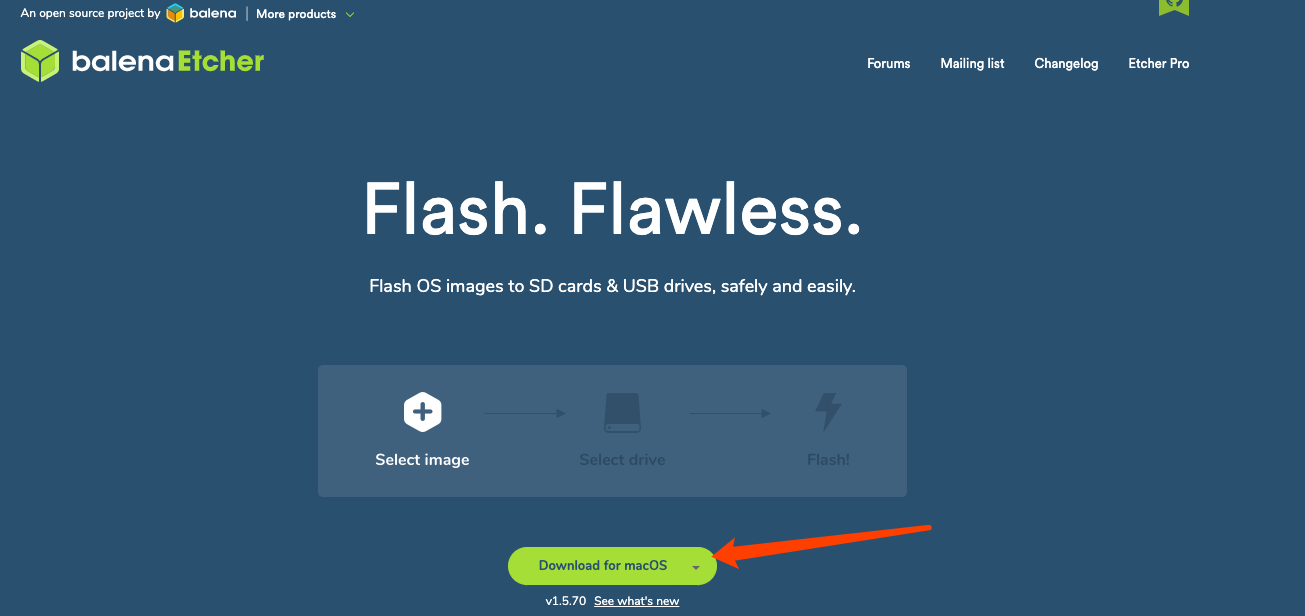 An open source project by balena | More products
balenaEtcher
Forums Mailing list Changelog Etcher Pro
Flash. Flawless.
Flash OS images to SD cards & USB drives, safely and easily.
Select image Select drive Flash!
Download for macOS
v1.5.70 See what's new